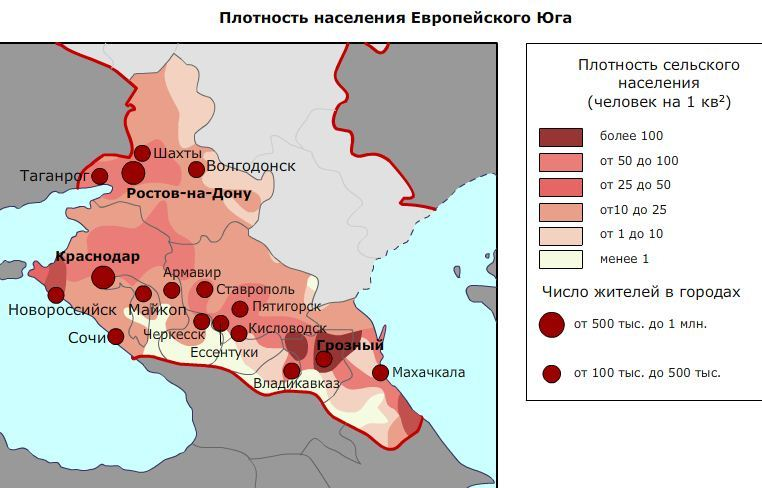 Плотность населения Европейского Юга
Шахты
Волгодонск
Таганрог
Ростов-на-Дону
Краснодар
Армавир
Ставрополь
Новороссийск
Майкоп
Пятигорск
Сочи
Черкесск
Кисловодск
Ессентуки
Грозный
Владикавказ
Махачкала
Плотность сельского
населения
(человек на 1 кв²)
более 100
от 50 до 100
от 25 до 50
от10 до 25
от 1 до 10
менее 1
Число жителей в городах
от 500 тыс. до 1 млн.
от 100 тыс. до 500 тыс.